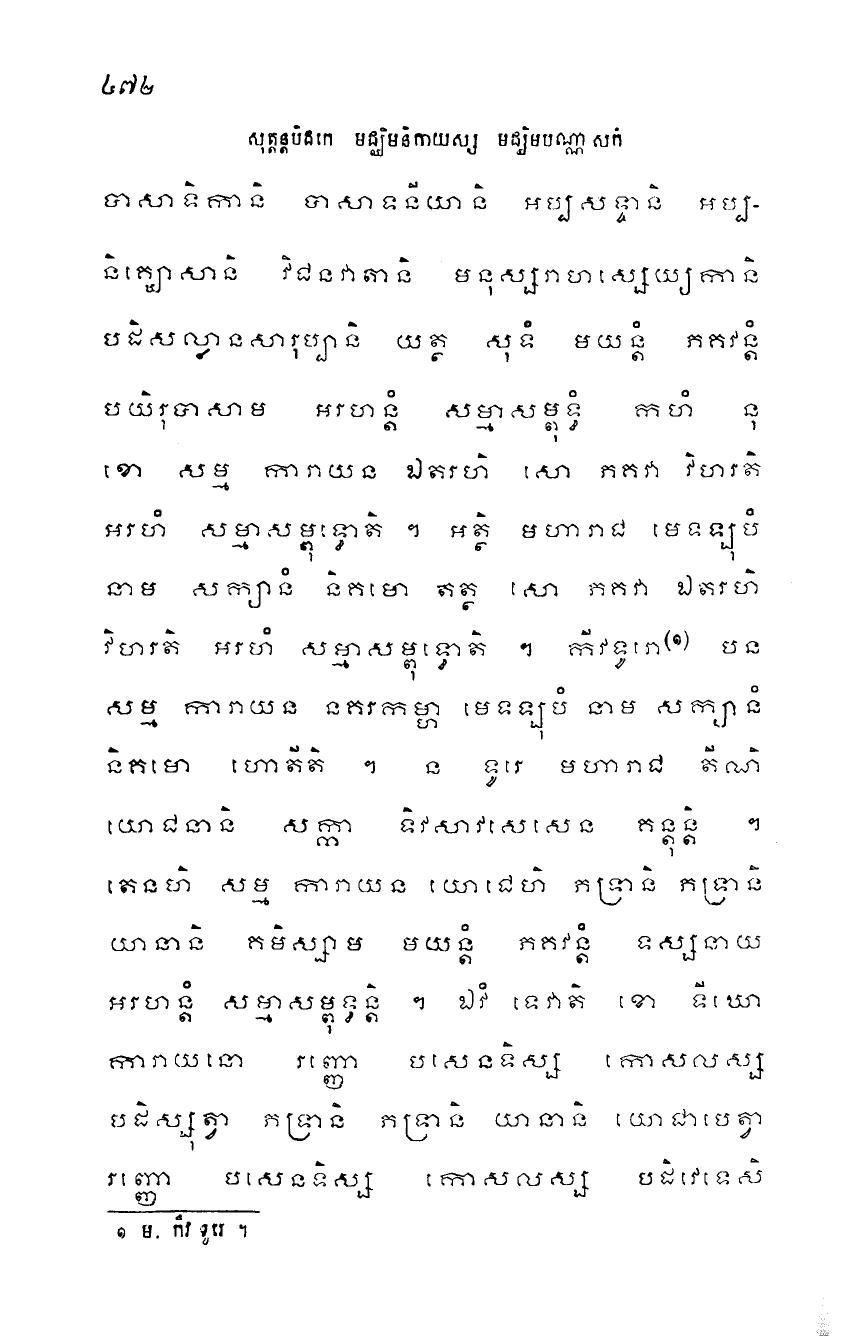 ៤៧២
សុត្តន្តបិដកេ មជ្ឈិមនិកាយស្ស មជ្ឈិមបណ្ណាសកំ
បាសាទិកានិ បាសាទនីយានិ អប្បសទ្ទានិ អប្ប-
និគ្ឃោសានិ វិជនវាតានិ មនុស្សរាហស្សេយ្យកានិ
បដិសល្លានសារុប្បានិ យត្ថ សុទំ មយន្តំ ភគវន្តំ
បយិរុបាសាម អរហន្តំ សម្មាសម្ពុទ្ធំ កហំ នុ
ខោ សម្ម ការាយន ឯតរហិ សោ ភគវា វិហរតិ
អរហំ សម្មាសម្ពុទ្ធោតិ ។ អត្ថិ មហារាជ មេទឡុបំ
នាម សក្យានំ និគមោ តត្ថ សោ ភគវា ឯតរហិ
វិហរតិ អរហំ សម្មាសម្ពុទ្ធោតិ ។ កីវទូរោ(១) បន
សម្ម ការាយន នគរកម្ហា មេទឡុបំ នាម សក្យានំ
និគមោ ហោតីតិ ។ ន ទូរេ មហារាជ តីណិ
យោជនានិ សក្កា ទិវសាវសេសេន គន្តុន្តិ ។
តេនហិ សម្ម ការាយន យោជេហិ ភទ្រានិ ភទ្រានិ
យានានិ គមិស្សាម មយន្តំ ភគវន្តំ ទស្សនាយ
អរហន្តំ សម្មាសម្ពុទ្ធន្តិ ។ ឯវំ ទេវាតិ ខោ ទីឃោ
ការាយនោ រញ្ញោ បសេនទិស្ស កោសលស្ស
បដិស្សុត្វា ភទ្រានិ ភទ្រានិ យានានិ យោជាបេត្វា
រញ្ញោ បសេនទិស្ស កោសលស្ស បដិវេទេសិ
១ ម. កីវ ទូរេ ។